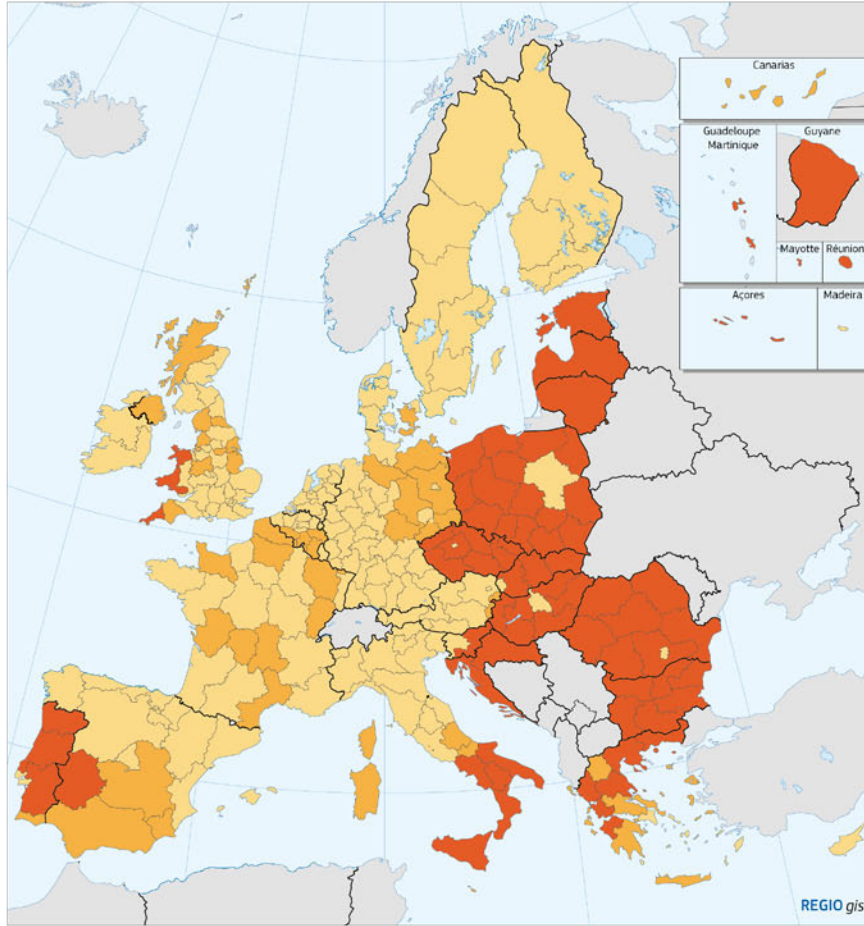 Canarias
Guadeloupe
Martinique
Guyane
Mayotte
Réunion
Açores
Madeira
REGIO gis